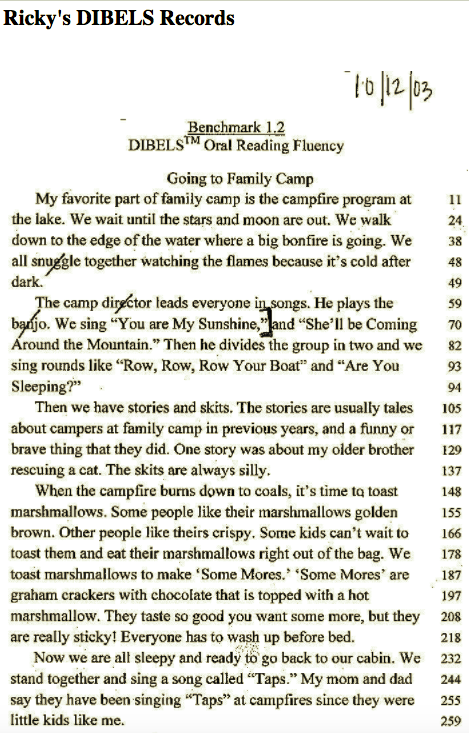 Ricky's DIBELS Records
10/12/03
Benchmark 1.2
DIBELS™ Oral Reading Fluency
Going to Family Camp
My favorite part of family camp is the campfire program at 11
the lake. We wait until the stars and moon are out. We walk 24
down to the edge of the water where a big bonfire is going. We 38
all snuggle together watching the flames because it's cold after 48
dark. 49
The camp director leads everyone in songs. He plays the 59
banjo. We sing "You are My Sunshine,"] and "She'll be Coming 70
Around the Mountain." Then he divides the group in two and we 82
sing rounds like "Row, Row, Row Your Boat" and "Are You 93
Sleeping?" 94
Then we have stories and skits. The stories are usually tales 105
about campers at family camp in previous years, and a funny or 117
brave thing that they did. One story was about my older brother 129
rescuing a cat. The skits are always silly. 137
When the campfire burns down to coals, it's time to toast 148
marshmallows. Some people like their marshmallows golden 155
brown. Other people like theirs crispy. Some kids can't wait to 166
toast them and eat their marshmallows right out of the bag. We 178
toast marshmallows to make 'Some Mores.' 'Some Mores' are 187
graham crackers with chocolate that is topped with a hot 197
marshmallow. They taste so good you want some more, but they 208
are really sticky! Everyone has to wash up before bed. 218
Now we are all sleepy and ready to go back to our cabin. We 232
stand together and sing a song called "Taps." My mom and dad 244
say they have been singing "Taps" at campfires since they were 255
little kids like me. 259